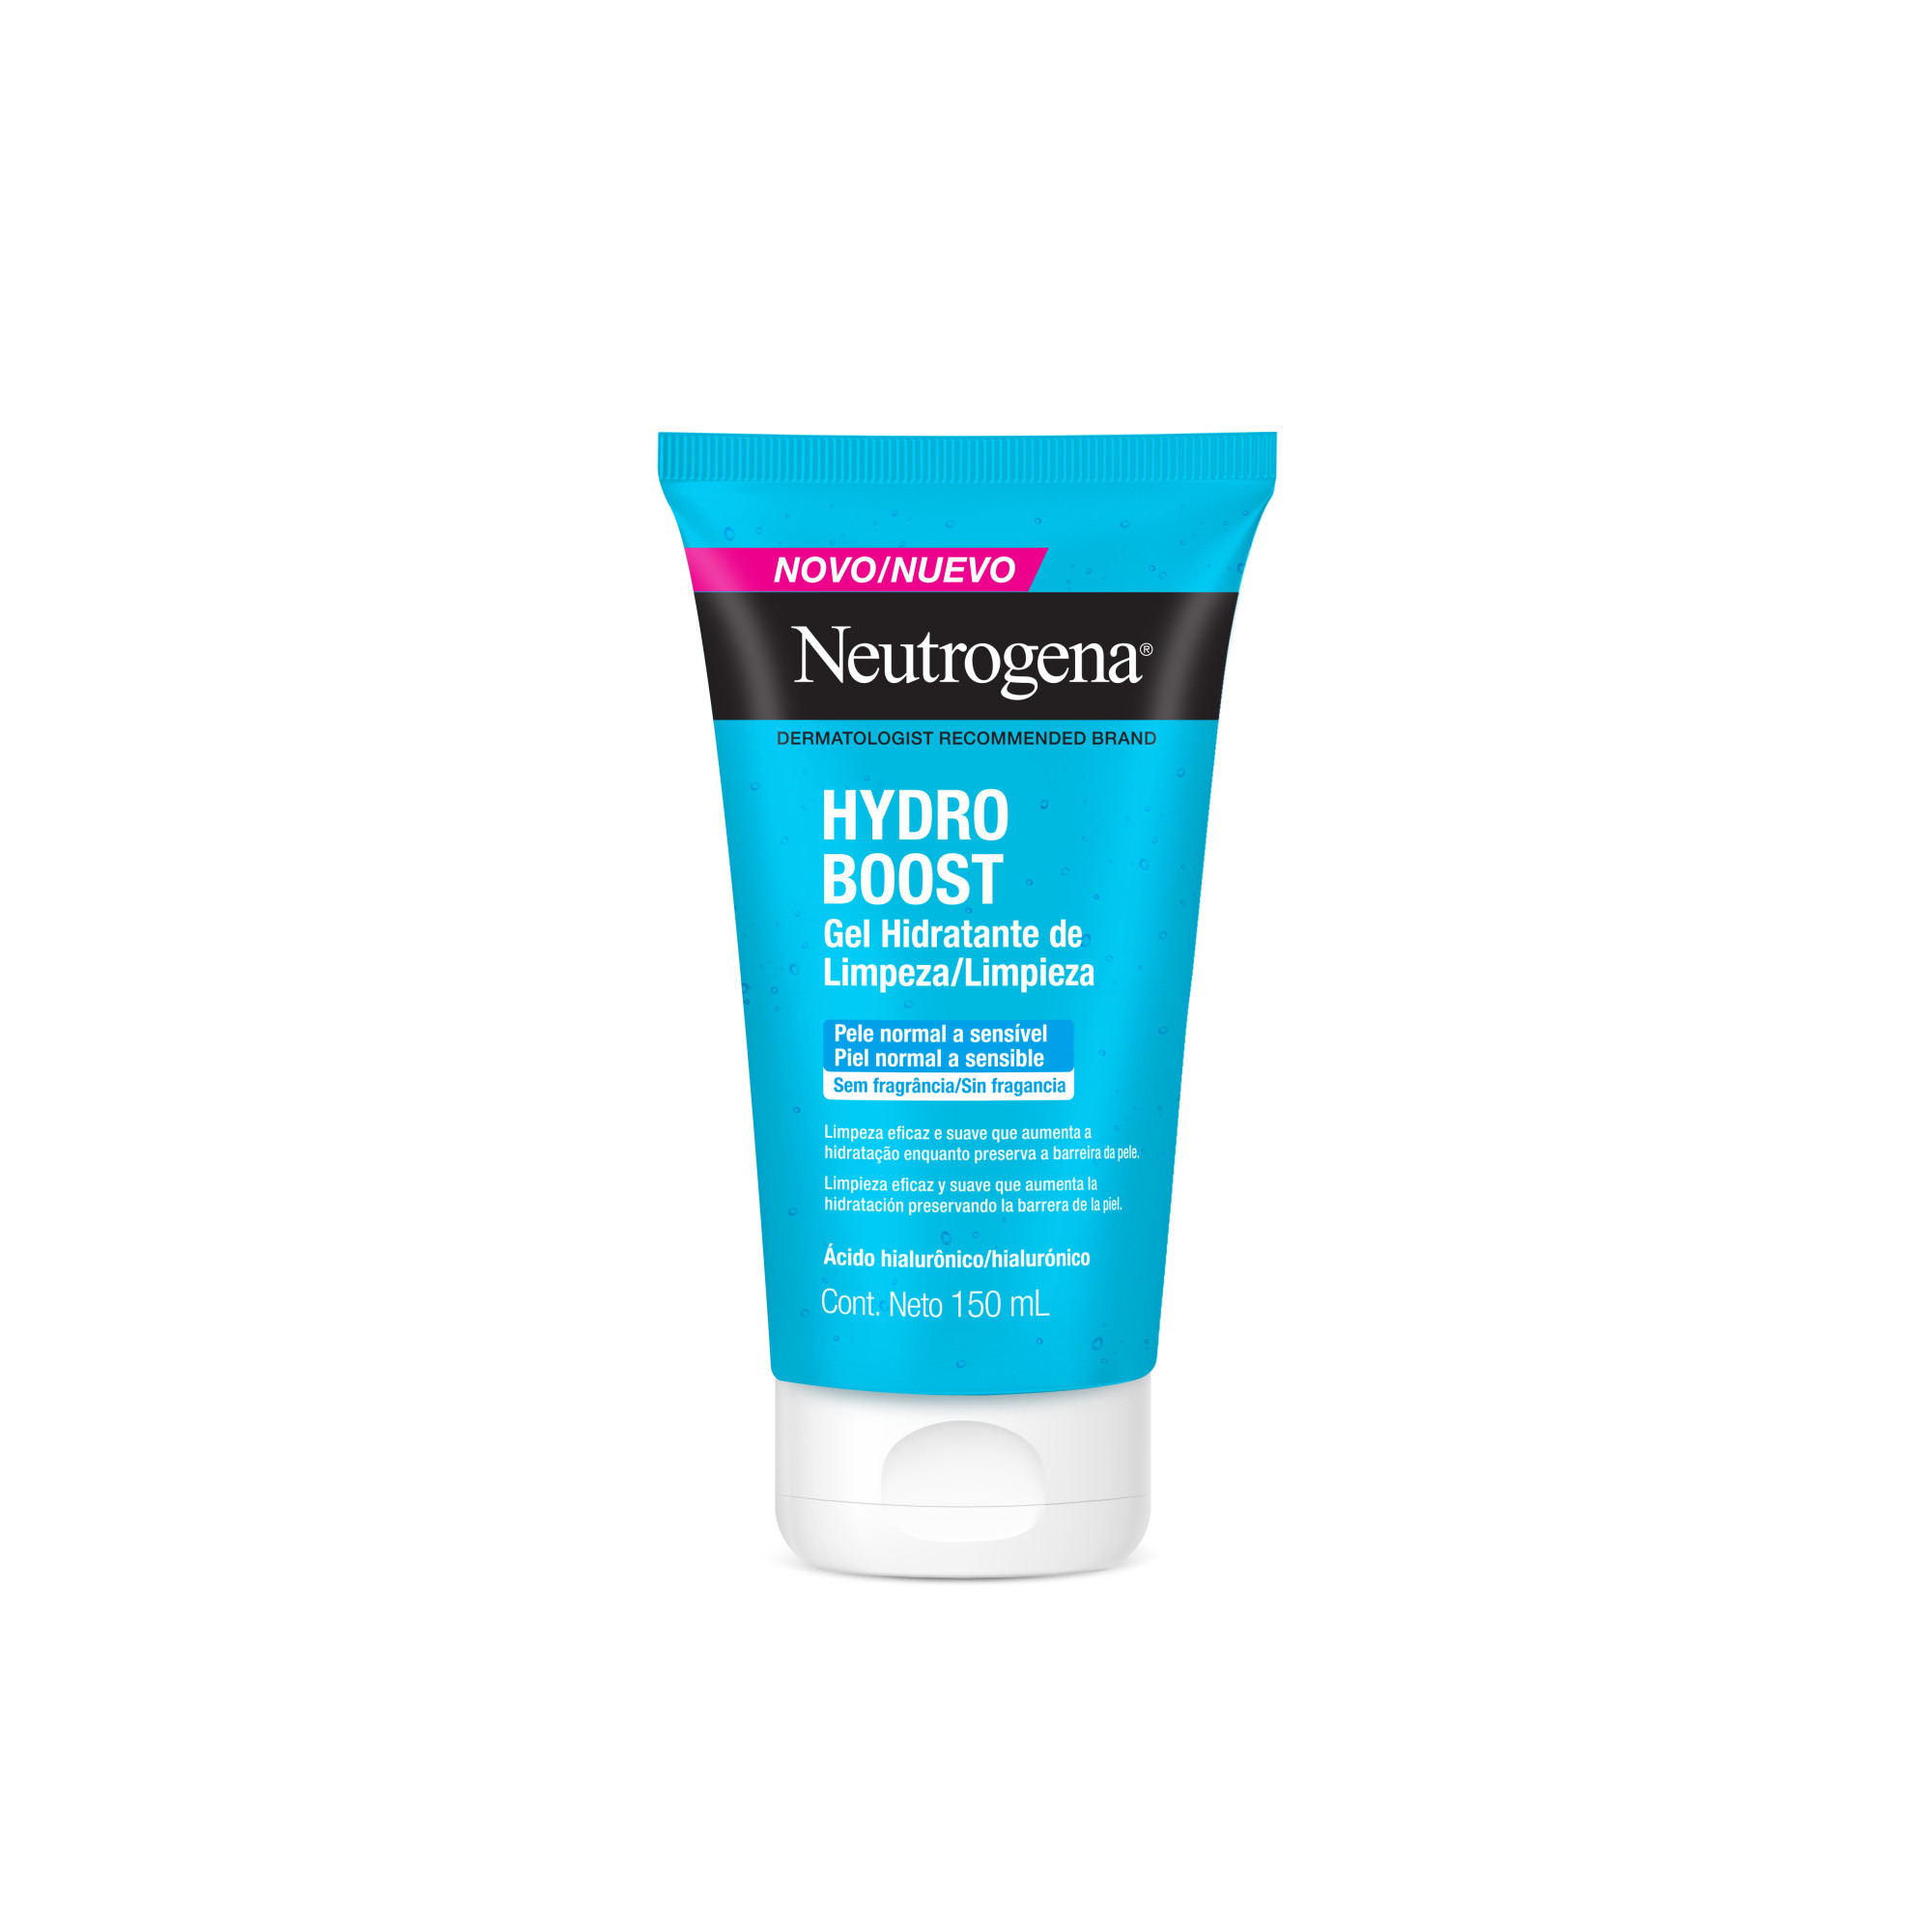 NOVO/NUEVO
Neutrogena®
DERMATOLOGIST RECOMMENDED BRAND
HYDRO
BOOST
Gel Hidratante de
Limpeza/Limpieza
Pele normal a sensível
Piel normal a sensible
Sem fragrância/Sin fragancia
Limpeza eficaz e suave que aumenta a
hidratação enquanto preserva a barreira da pele.
Limpieza eficaz y suave que aumenta la
hidratación preservando la barrera de la piel.
Ácido hialurônico/hialurónico
Cont. Neto 150 mL